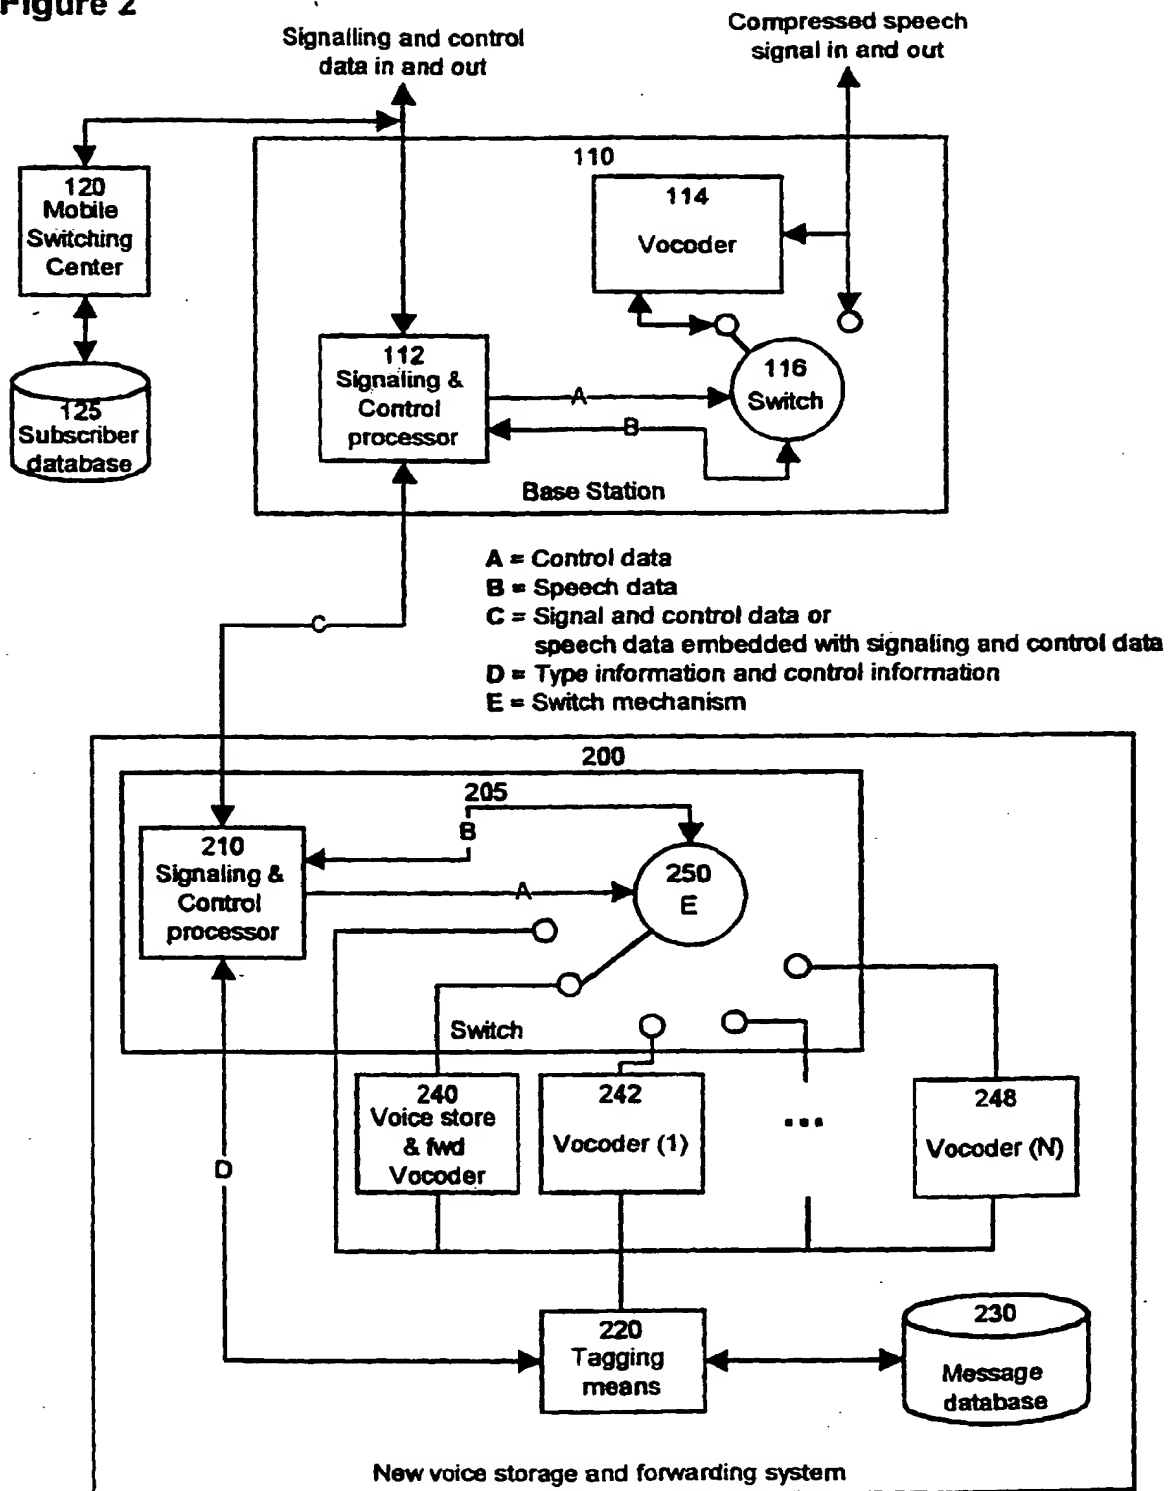 Figure 2
Signalling and control
data in and out
Compressed speech
signal in and out
110
120
Mobile
Switching
Center
114
Vocoder
112
Signaling &
Control
processor
116
Switch
A
B
125
Subscriber
database
Base Station
A = Control data
B = Speech data
C = Signal and control data or
speech data embedded with signaling and control data
D = Type information and control information
E = Switch mechanism
C
200
205
B
210
Signaling &
Control
processor
A
250
E
Switch
240
Voice store
& fwd
Vocoder
242
Vocoder (1)
...
248
Vocoder (N)
D
220
Tagging
means
230
Message
database
New voice storage and forwarding system